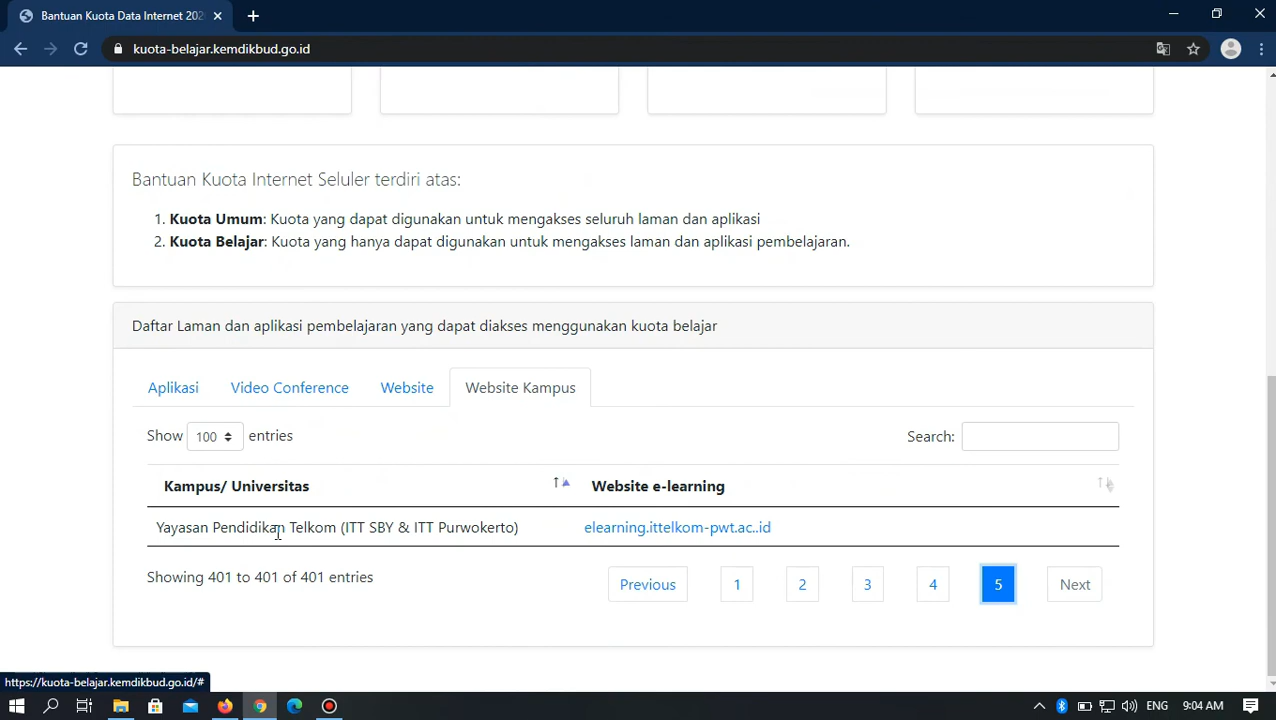 Bantuan Kuota Data Internet 202
kuota-belajar.kemdikbud.go.id
Bantuan Kuota Internet Seluler terdiri atas:
1. Kuota Umum: Kuota yang dapat digunakan untuk mengakses seluruh laman dan aplikasi
2. Kuota Belajar: Kuota yang hanya dapat digunakan untuk mengakses laman dan aplikasi pembelajaran.
Daftar Laman dan aplikasi pembelajaran yang dapat diakses menggunakan kuota belajar
Aplikasi Video Conference Website Website Kampus
Show 100 entries Search:
Kampus/ Universitas Website e-learning
Yayasan Pendidikan Telkom (ITT SBY & ITT Purwokerto) elearning.ittelkom-pwt.ac..id
Showing 401 to 401 of 401 entries Previous 1 2 3 4 5 Next
https://kuota-belajar.kemdikbud.go.id/#
ENG 9:04 AM